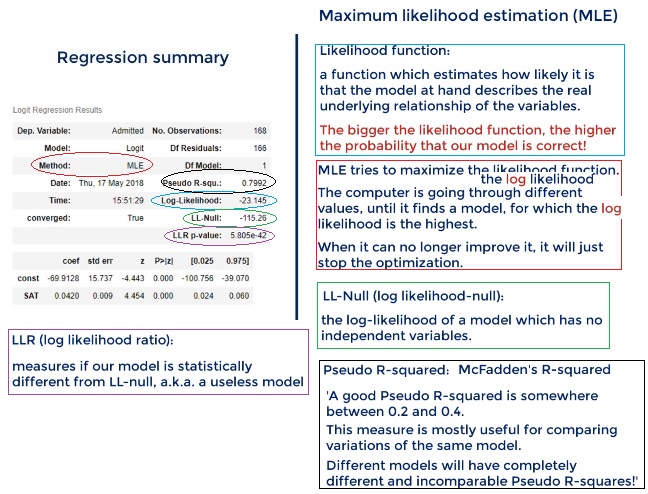 Regression summary
Logit Regression Results
Dep. Variable: Admitted No. Observations: 168
Model: Logit Df Residuals: 166
Method: MLE Df Model: 1
Date: Thu, 17 May 2018 Pseudo R-squ.: 0.7992
Time: 15:51:29 Log-Likelihood: -23.145
converged: True LL-Null: -115.26
LLR p-value: 5.805e-42
coef std err z P>|z| [0.025 0.975]
const -69.9128 15.737 -4.443 0.000 -100.756 -39.070
SAT 0.0420 0.009 4.454 0.000 0.024 0.060
LLR (log likelihood ratio):
measures if our model is statistically
different from LL-null, a.k.a. a useless model
Maximum likelihood estimation (MLE)
Likelihood function:
a function which estimates how likely it is
that the model at hand describes the real
underlying relationship of the variables.
The bigger the likelihood function, the higher
the probability that our model is correct!
MLE tries to maximize the likelihood function.
the log likelihood
The computer is going through different
values, until it finds a model, for which the log
likelihood is the highest.
When it can no longer improve it, it will just
stop the optimization.
LL-Null (log likelihood-null):
the log-likelihood of a model which has no
independent variables.
Pseudo R-squared: McFadden's R-squared
'A good Pseudo R-squared is somewhere
between 0.2 and 0.4.
This measure is mostly useful for comparing
variations of the same model.
Different models will have completely
different and incomparable Pseudo R-squares!'